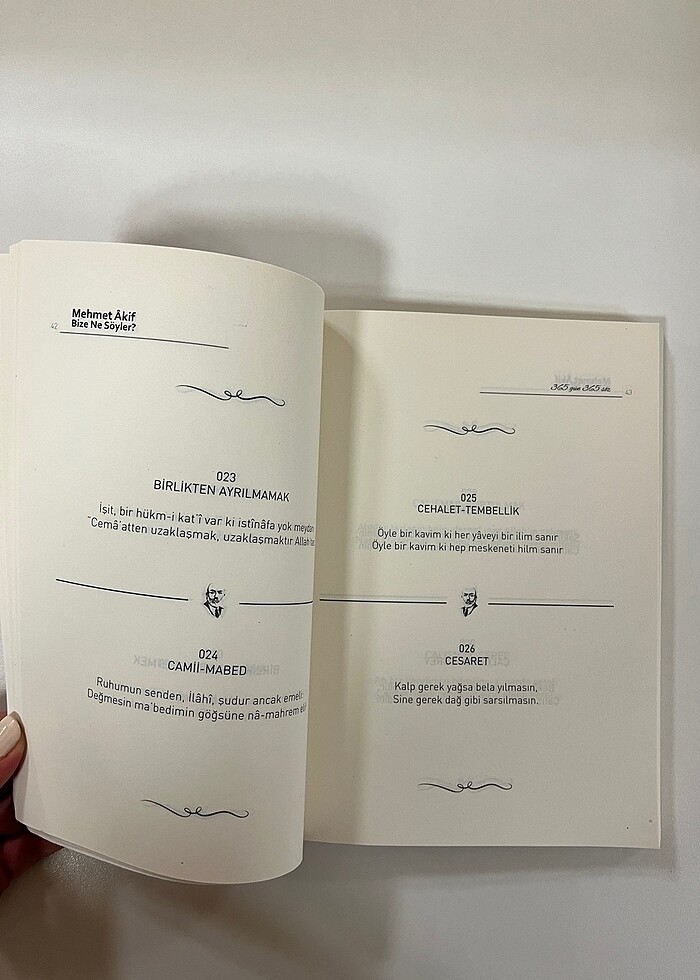 42
Mehmet Âkif
Bize Ne Söyler?
023
BİRLİKTEN AYRILMAMAK
İşit, bir hükm-i kat'î var ki istînâfa yok meydan
"Cemâ'atten uzaklaşmak, uzaklaşmaktır Allah'tan
024
CAMİİ-MABED
Ruhumun senden, İlâhî, şudur ancak emeli:
Değmesin ma'bedimin göğsüne nâ-mahrem eli!
365 gün 365 söz
43
025
CEHALET-TEMBELLİK
Öyle bir kavim ki her yâveyi bir ilim sanır
Öyle bir kavim ki hep meskeneti hilm sanır
026
CESARET
Kalp gerek yağsa bela yılmasın,
Sine gerek dağ gibi sarsılmasın.